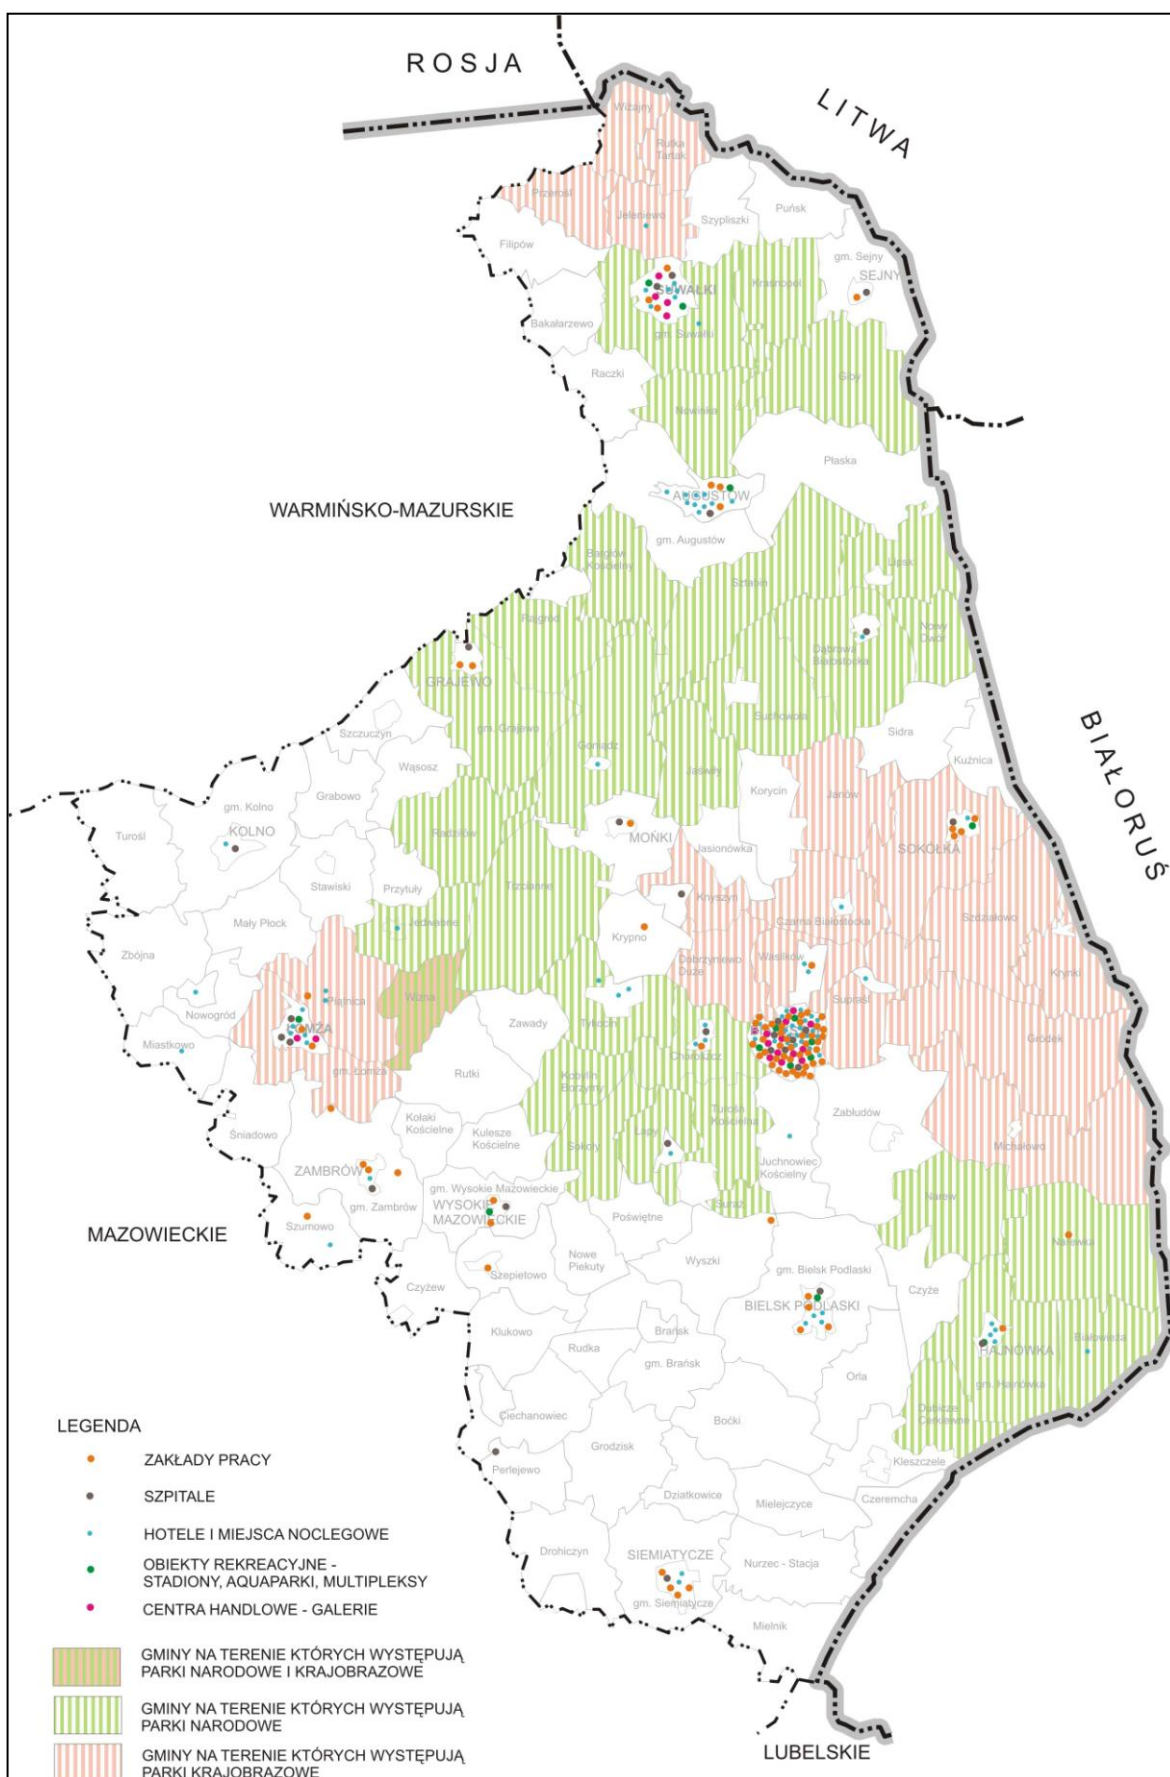 ROSJA
LITWA
Wiżajny
Rutka
Tartak
Przerośl
Jeleniewo
Szypliszki
Puńsk
Filipów
gm. Sejny
SEJNY
SUWAŁKI
Krasnopol
Bakałarzewo
gm. Suwałki
Raczki
Giby
Nowinka
Płaska
AUGUSTÓW
WARMIŃSKO-MAZURSKIE
gm. Augustów
Bargłów
Kościelny
Lipsk
Sztabin
Rajgród
Nowy
Dwór
Dąbrowa
Białostocka
GRAJEWO
Suchowola
gm. Grajewo
Szczuczyn
Sidra
BIAŁORUŚ
Goniądz
Kuźnica
Wąsosz
Jaświły
Korycin
Janów
Grabowo
gm. Kolno
KOLNO
Turośl
Radziłów
MOŃKI
Jasionówka
SOKÓŁKA
Stawiski
Przytuły
Trzcianne
Knyszyn
Mały Płock
Jedwabne
Czarna Białostocka
Szdziałowo
Krypno
Zbójna
Dobrzyniewo
Duże
Wasilków
Krynki
Piątnica
Wizna
Supraśl
Nowogród
ŁOMŻA
Zawady
Tykocin
Miastkowo
Choroszcz
Gródek
Rutki
gm. Łomża
Kobylin
Borzymy
Kołaki
Kościelne
Turośń
Kościelna
Zabłudów
Śniadowo
Kulesze
Kościelne
Łapy
Sokoły
Juchnowiec
Kościelny
Michałowo
ZAMBRÓW
gm. Wysokie Mazowieckie
WYSOKIE
MAZOWIECKIE
gm. Zambrów
Suraż
Narew
Poświętne
MAZOWIECKIE
Szumowo
Narewka
Nowe
Piekuty
Wyszki
gm. Bielsk Podlaski
Szepietowo
Czyżew
Czyże
BIELSK PODLASKI
Klukowo
Brańsk
Rudka
HAJNÓWKA
Białowieża
gm. Brańsk
Orla
gm. Hajnówka
Dubicze
Cerkiewne
Ciechanowiec
Boćki
Grodzisk
Kleszczele
Perlejewo
Dziatkowice
Mielejczyce
Czeremcha
Drohiczyn
SIEMIATYCZE
Nurzec - Stacja
gm. Siemiatycze
Mielnik
LUBELSKIE
LEGENDA
ZAKŁADY PRACY
SZPITALE
HOTELE I MIEJSCA NOCLEGOWE
OBIEKTY REKREACYJNE -
STADIONY, AQUAPARKI, MULTIPLEKSY
CENTRA HANDLOWE - GALERIE
GMINY NA TERENIE KTÓRYCH WYSTĘPUJĄ
PARKI NARODOWE I KRAJOBRAZOWE
GMINY NA TERENIE KTÓRYCH WYSTĘPUJĄ
PARKI NARODOWE
GMINY NA TERENIE KTÓRYCH WYSTĘPUJĄ
PARKI KRAJOBRAZOWE